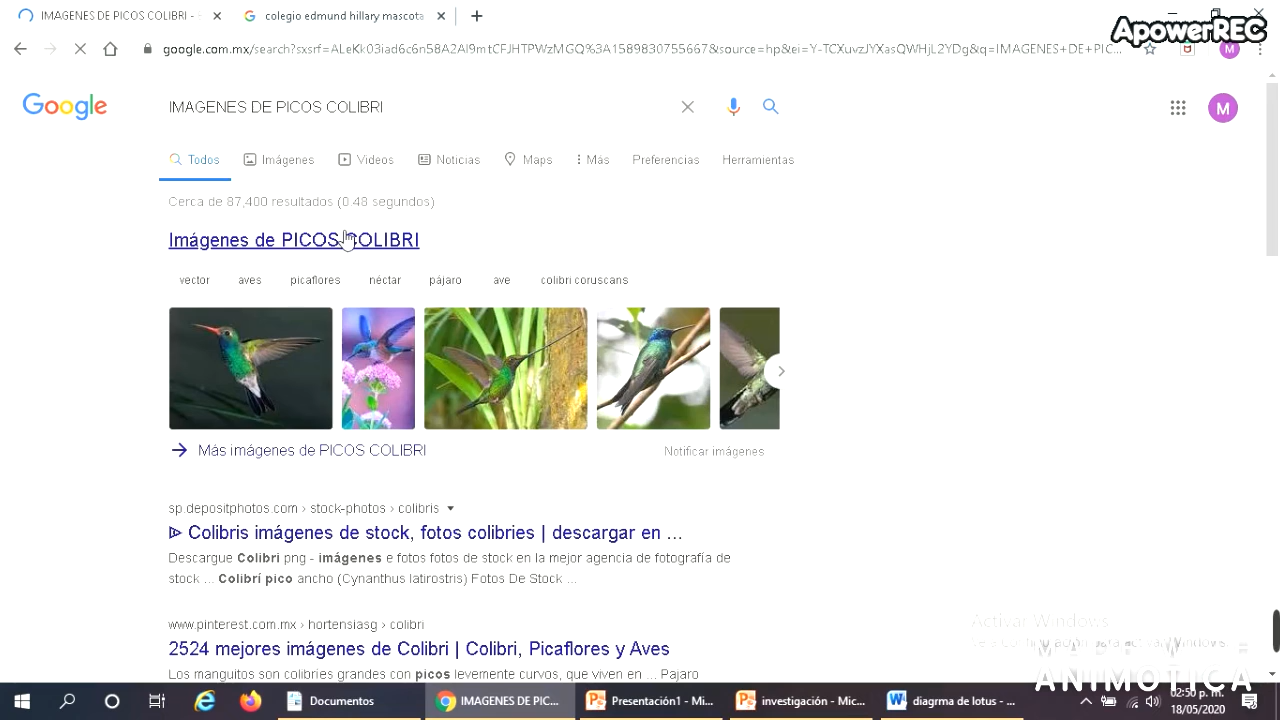 IMAGENES DE PICOS COLIBRI -
colegio edmund hillary mascota
ApowerREC
google.com.mx/search?sxsrf=ALeKk03iad6c6n58A2AI9mtCFJHTPWzMGQ%3A1589830755667&source=hp&ei=Y-TCXuvzJYXasQWHjL2YDg&q=IMAGENES+DE+PIC...
M
Google
IMAGENES DE PICOS COLIBRI
M
Todos Imágenes Videos Noticias Maps Más Preferencias Herramientas
Cerca de 87,400 resultados (0.48 segundos)
Imágenes de PICOS COLIBRI
vector aves picaflores néctar pájaro ave colibri coruscans
Más imágenes de PICOS COLIBRI
Notificar imágenes
sp.depositphotos.com › stock-photos › colibris
Colibris imágenes de stock, fotos colibries | descargar en ...
Descargue Colibri png - imágenes e fotos fotos de stock en la mejor agencia de fotografía de
stock ... Colibrí pico ancho (Cynanthus latirostris) Fotos De Stock ...
www.pinterest.com.mx › hortensiasg › colibri
2524 mejores imágenes de Colibri | Colibri, Picaflores y Aves
Los manguitos son colibries grandes con picos levemente curvos, que viven en ... Pajaro
Activar Windows
ANIMOTICA
Documentos
IMAGENES DE PIC...
Presentación1 - Mi...
investigación - Mic...
diagrma de lotus - ...
02:50 p. m.
18/05/2020